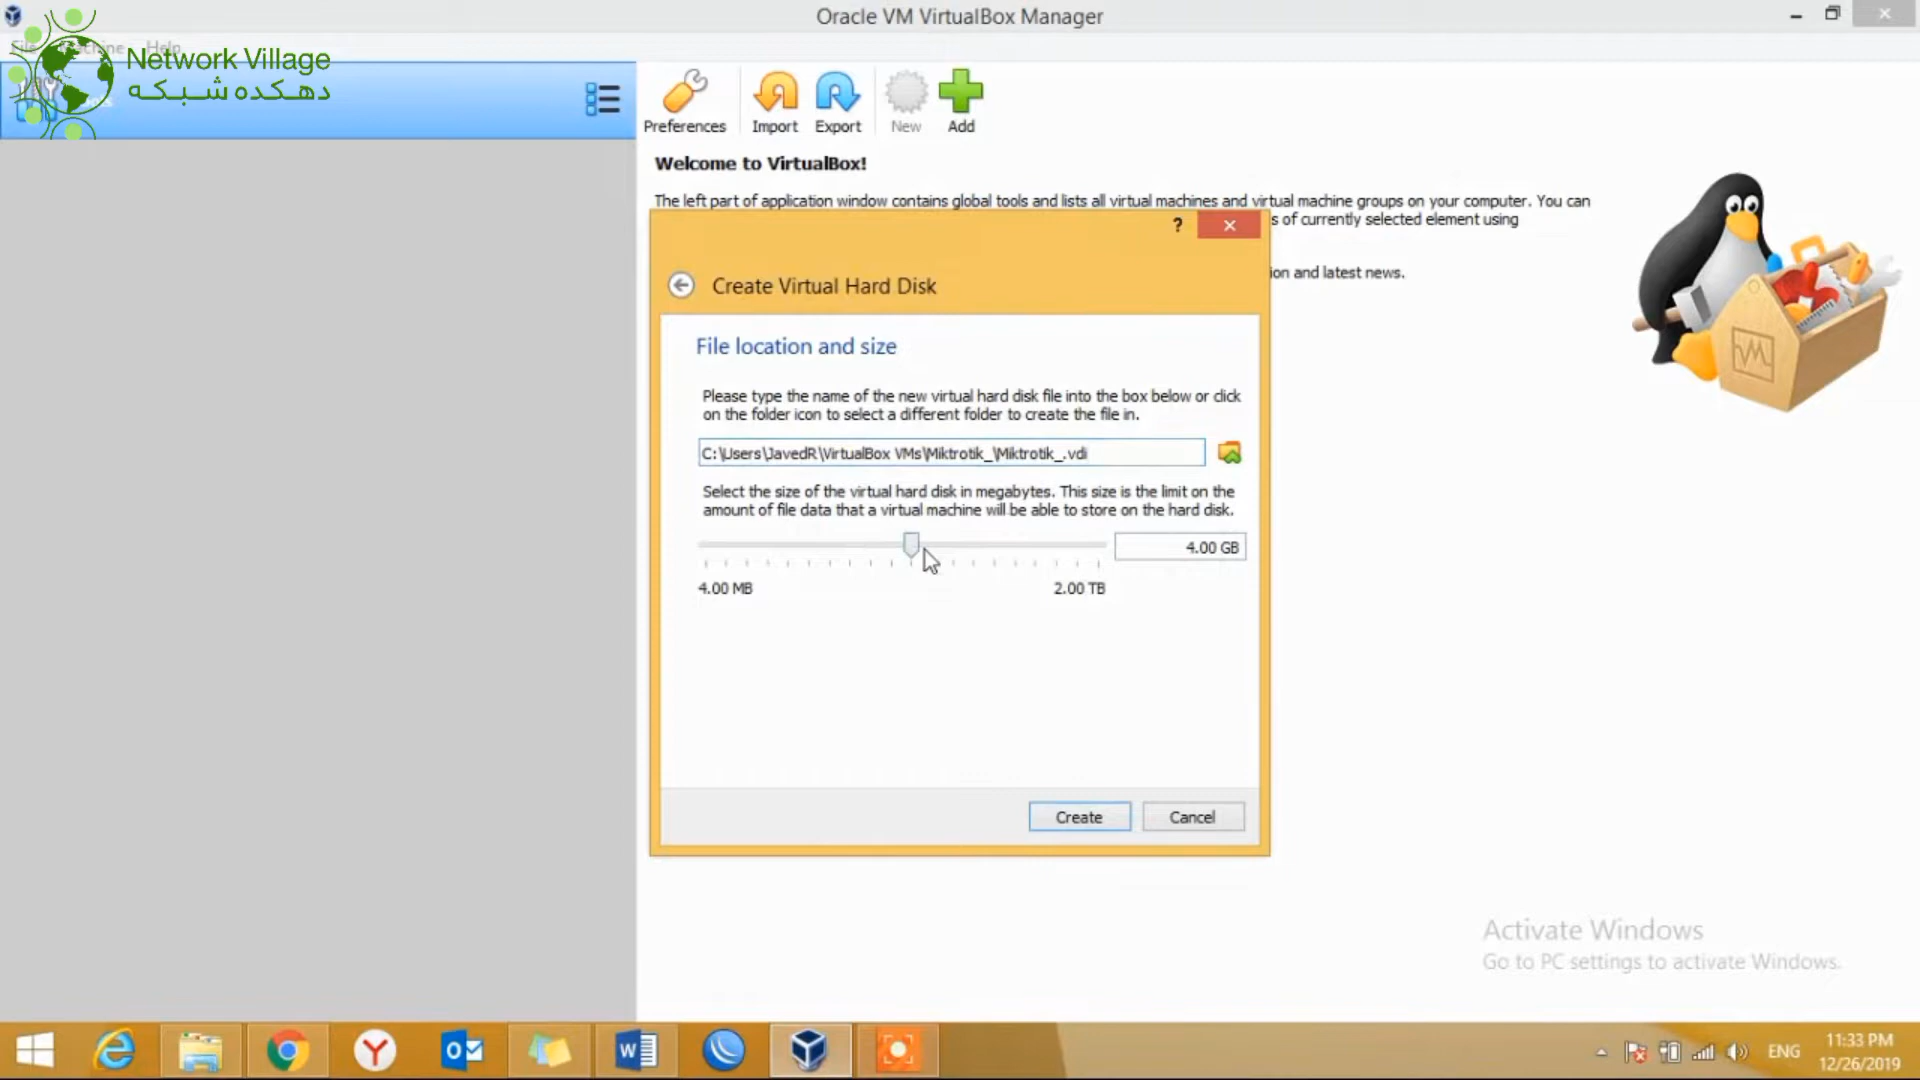 Oracle VM VirtualBox Manager
Help
Network Village
دهکده شبکه
Preferences
Import
Export
New
Add
Welcome to VirtualBox!
The left part of application window contains global tools and lists all virtual machines and virtual machine groups on your computer. You can
s of currently selected element using
ion and latest news.
?
Create Virtual Hard Disk
File location and size
Please type the name of the new virtual hard disk file into the box below or click
on the folder icon to select a different folder to create the file in.
C:\Users\JavedR\VirtualBox VMs\Miktrotik_\Miktrotik_.vdi
Select the size of the virtual hard disk in megabytes. This size is the limit on the
amount of file data that a virtual machine will be able to store on the hard disk.
4.00 GB
4.00 MB
2.00 TB
Create
Cancel
Activate Windows
Go to PC settings to activate Windows.
ENG
11:33 PM
12/26/2019